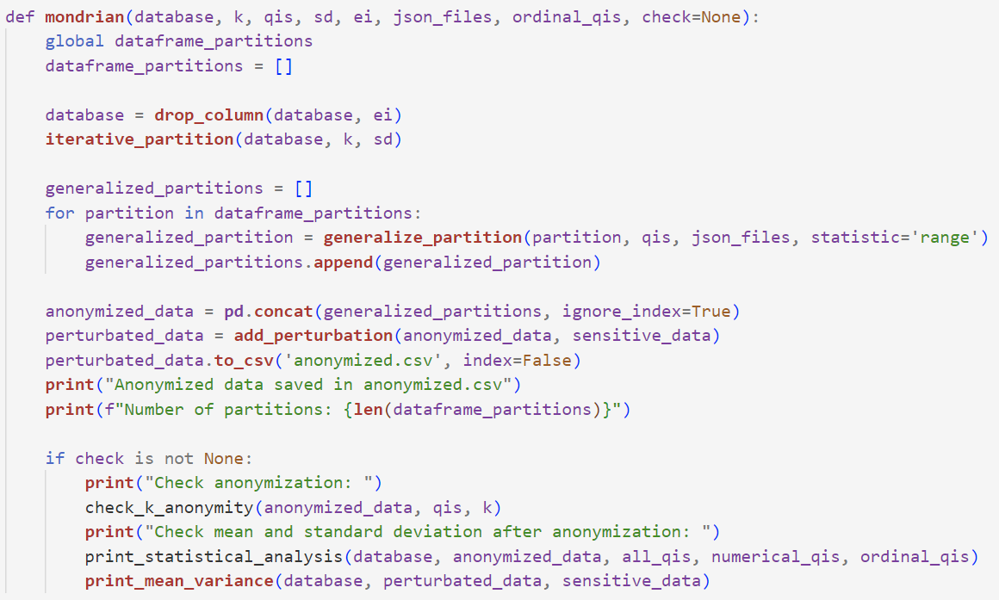 def mondrian(database, k, qis, sd, ei, json_files, ordinal_qis, check=None):
    global dataframe_partitions
    dataframe_partitions = []

    database = drop_column(database, ei)
    iterative_partition(database, k, sd)

    generalized_partitions = []
    for partition in dataframe_partitions:
        generalized_partition = generalize_partition(partition, qis, json_files, statistic='range')
        generalized_partitions.append(generalized_partition)

    anonymized_data = pd.concat(generalized_partitions, ignore_index=True)
    perturbated_data = add_perturbation(anonymized_data, sensitive_data)
    perturbated_data.to_csv('anonymized.csv', index=False)
    print("Anonymized data saved in anonymized.csv")
    print(f"Number of partitions: {len(dataframe_partitions)}")

    if check is not None:
        print("Check anonymization: ")
        check_k_anonymity(anonymized_data, qis, k)
        print("Check mean and standard deviation after anonymization: ")
        print_statistical_analysis(database, anonymized_data, all_qis, numerical_qis, ordinal_qis)
        print_mean_variance(database, perturbated_data, sensitive_data)